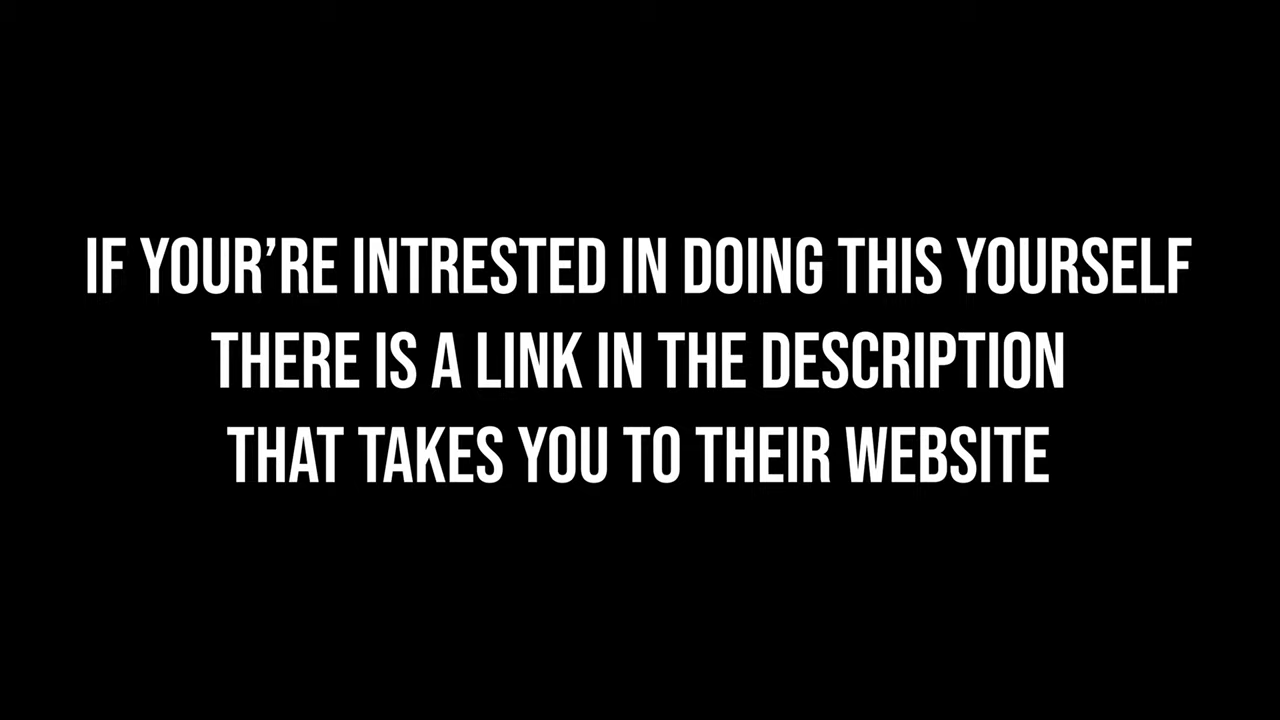 IF YOUR’RE INTRESTED IN DOING THIS YOURSELF
THERE IS A LINK IN THE DESCRIPTION
THAT TAKES YOU TO THEIR WEBSITE